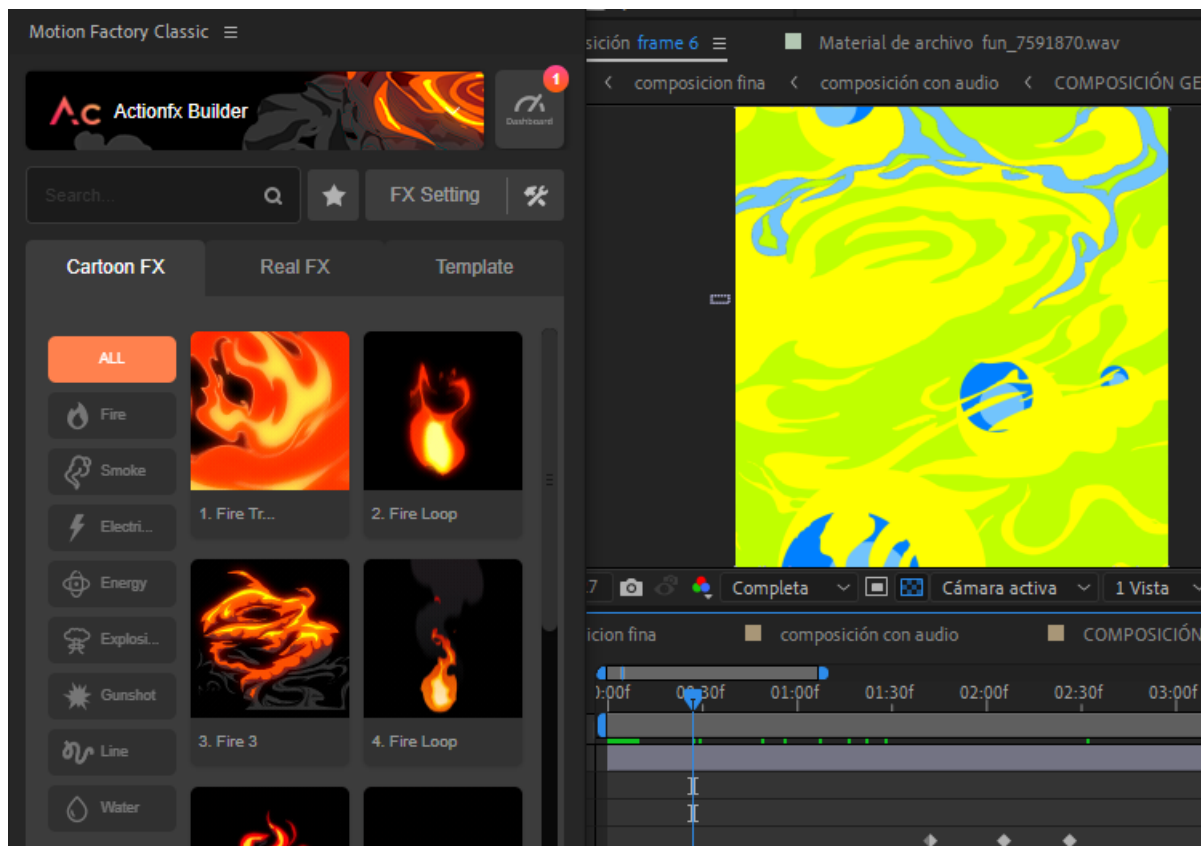 Motion Factory Classic
Ac Actionfx Builder
1
Dashboard
Search...
FX Setting
Cartoon FX
Real FX
Template
ALL
Fire
Smoke
Electri...
Energy
Explosi...
Gunshot
Line
Water
1. Fire Tr...
2. Fire Loop
3. Fire 3
4. Fire Loop
sición frame 6
Material de archivo fun_7591870.wav
composicion fina
composición con audio
COMPOSICIÓN GE
.7
Completa
Cámara activa
1 Vista
icion fina
composición con audio
COMPOSICIÓN
0:00f
00:30f
01:00f
01:30f
02:00f
02:30f
03:00f